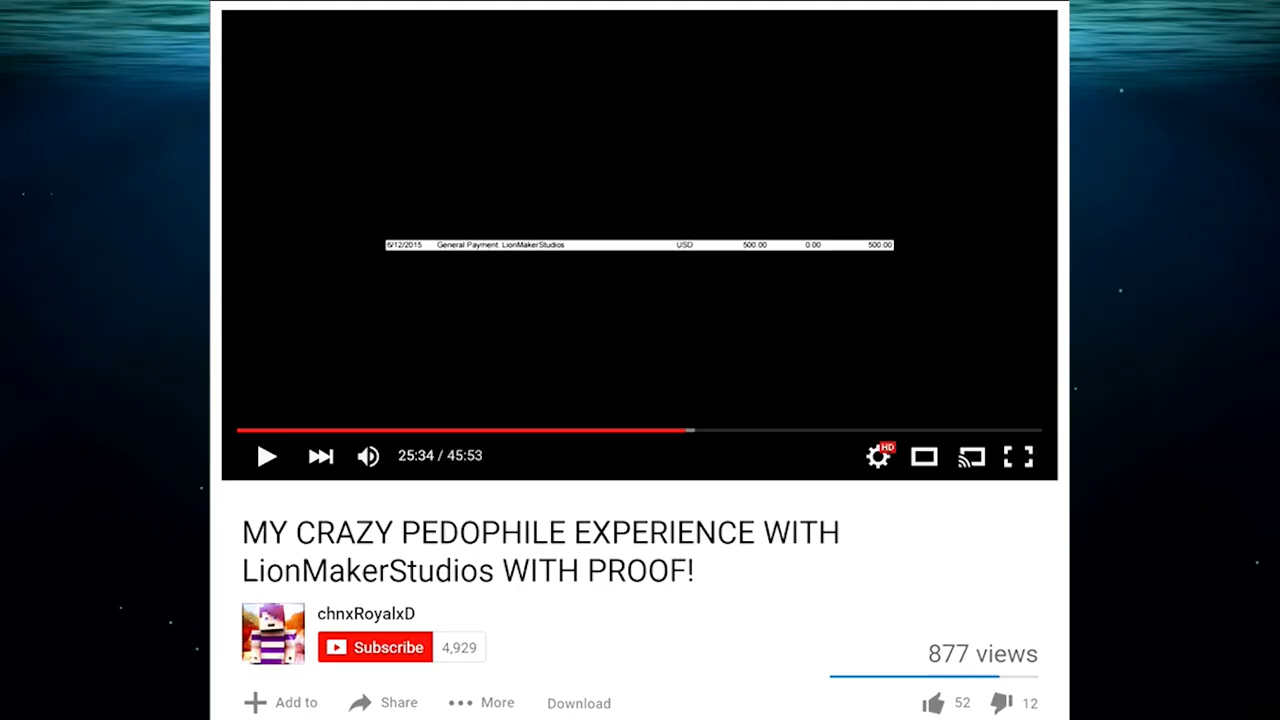 6/12/2015 General Payment: LionMakerStudios USD 500.00 0.00 500.00
25:34 / 45:53 HD
MY CRAZY PEDOPHILE EXPERIENCE WITH
LionMakerStudios WITH PROOF!
chnxRoyalxD
Subscribe 4,929
877 views
Add to Share More Download 52 12